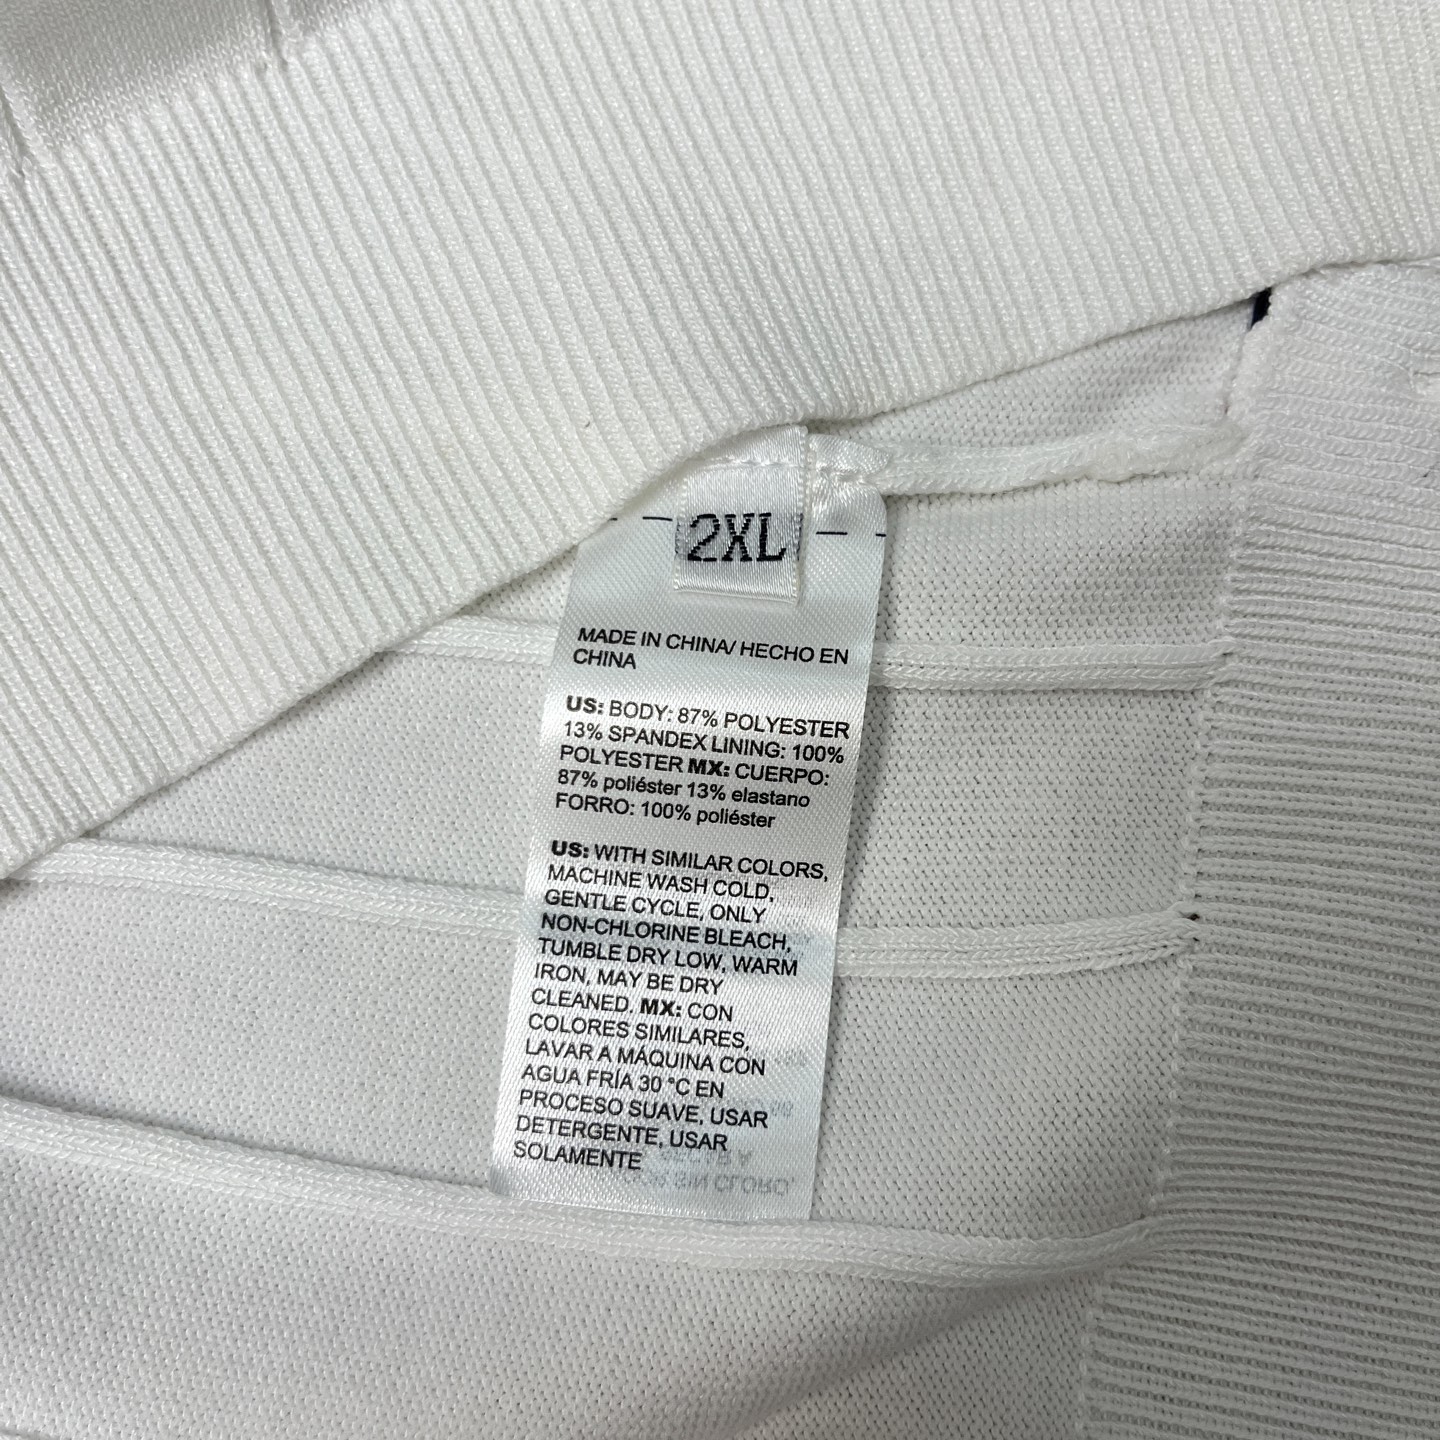 2XL
MADE IN CHINA/ HECHO EN
CHINA
US: BODY: 87% POLYESTER
13% SPANDEX LINING: 100%
POLYESTER MX: CUERPO:
87% poliéster 13% elastano
FORRO: 100% poliéster
US: WITH SIMILAR COLORS,
MACHINE WASH COLD,
GENTLE CYCLE, ONLY
NON-CHLORINE BLEACH,
TUMBLE DRY LOW, WARM
IRON, MAY BE DRY
CLEANED. MX: CON
COLORES SIMILARES,
LAVAR A MÁQUINA CON
AGUA FRÍA 30 °C EN
PROCESO SUAVE, USAR
DETERGENTE, USAR
SOLAMENTE